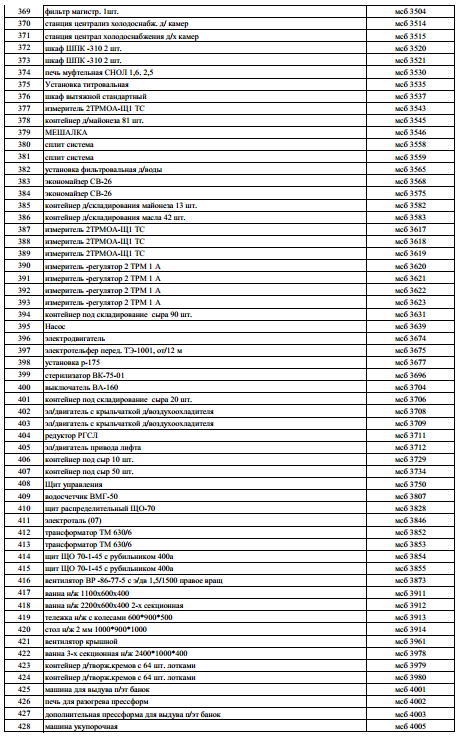 369 фильтр магистр. 1шт. мсб 3504
370 станция централиз холодоснабж. д/ камер мсб 3514
371 станция централ холодоснабжения д/х камер мсб 3515
372 шкаф ШПК -310 2 шт. мсб 3520
373 шкаф ШПК -310 2 шт. мсб 3521
374 печь муфтельная СНОЛ 1,6, 2,5 мсб 3530
375 Установка титровальная мсб 3535
376 шкаф вытяжной стандартный мсб 3537
377 измеритель 2ТРМОА-Щ1 ТС мсб 3543
378 контейнер д/майонеза 81 шт. мсб 3545
379 МЕШАЛКА мсб 3546
380 сплит система мсб 3558
381 сплит система мсб 3559
382 установка фильтровальная д/воды мсб 3565
383 экономайзер СВ-26 мсб 3568
384 экономайзер СВ-26 мсб 3575
385 контейнер д/складирования майонеза 13 шт. мсб 3582
386 контейнер д/складирования масла 42 шт. мсб 3583
387 измеритель 2ТРМОА-Щ1 ТС мсб 3617
388 измеритель 2ТРМОА-Щ1 ТС мсб 3618
389 измеритель 2ТРМОА-Щ1 ТС мсб 3619
390 измеритель -регулятор 2 ТРМ 1 А мсб 3620
391 измеритель -регулятор 2 ТРМ 1 А мсб 3621
392 измеритель -регулятор 2 ТРМ 1 А мсб 3622
393 измеритель -регулятор 2 ТРМ 1 А мсб 3623
394 контейнер под складирование сыра 90 шт. мсб 3631
395 Насос мсб 3639
396 электродвигатель мсб 3674
397 электротельфер перед. ТЭ-1001, от/12 м мсб 3675
398 установка р-175 мсб 3677
399 стерилизатор ВК-75-01 мсб 3696
400 выключатель ВА-160 мсб 3704
401 контейнер под складирование сыра 20 шт. мсб 3706
402 эл/двигатель с крыльчаткой д/воздухоохладителя мсб 3708
403 эл/двигатель с крыльчаткой д/воздухоохладителя мсб 3709
404 редуктор РГСЛ мсб 3711
405 эл/двигатель привода лифта мсб 3712
406 контейнер под сыр 10 шт. мсб 3729
407 контейнер под сыр 50 шт. мсб 3734
408 Щит управления мсб 3750
409 водосчетчик ВМГ-50 мсб 3807
410 щит распределительный ЩО-70 мсб 3828
411 электроталь (07) мсб 3846
412 трансформатор ТМ 630/6 мсб 3852
413 трансформатор ТМ 630/6 мсб 3853
414 щит ЩО 70-1-45 с рубильником 400а мсб 3854
415 щит ЩО 70-1-45 с рубильником 400а мсб 3855
416 вентилятор ВР -86-77-5 с э/дв 1,5/1500 правое вращ мсб 3873
417 ванна н/ж 1100х600х400 мсб 3911
418 ванна н/ж 2200х600х400 2-х секционная мсб 3912
419 тележка н/ж с колесами 600*900*500 мсб 3913
420 стол н/ж 2 мм 1000*900*1000 мсб 3914
421 вентилятор крышной мсб 3961
422 ванна 3-х секционная н/ж 2400*1000*400 мсб 3978
423 контейнер д/творж.кремов с 64 шт. лотками мсб 3979
424 контейнер д/творж.кремов с 64 шт. лотками мсб 3980
425 машина для выдува п/эт банок мсб 4001
426 печь для разогрева прессформ мсб 4002
427 дополнительная прессформа для выдува п/эт банок мсб 4003
428 машина укупорочная мсб 4005